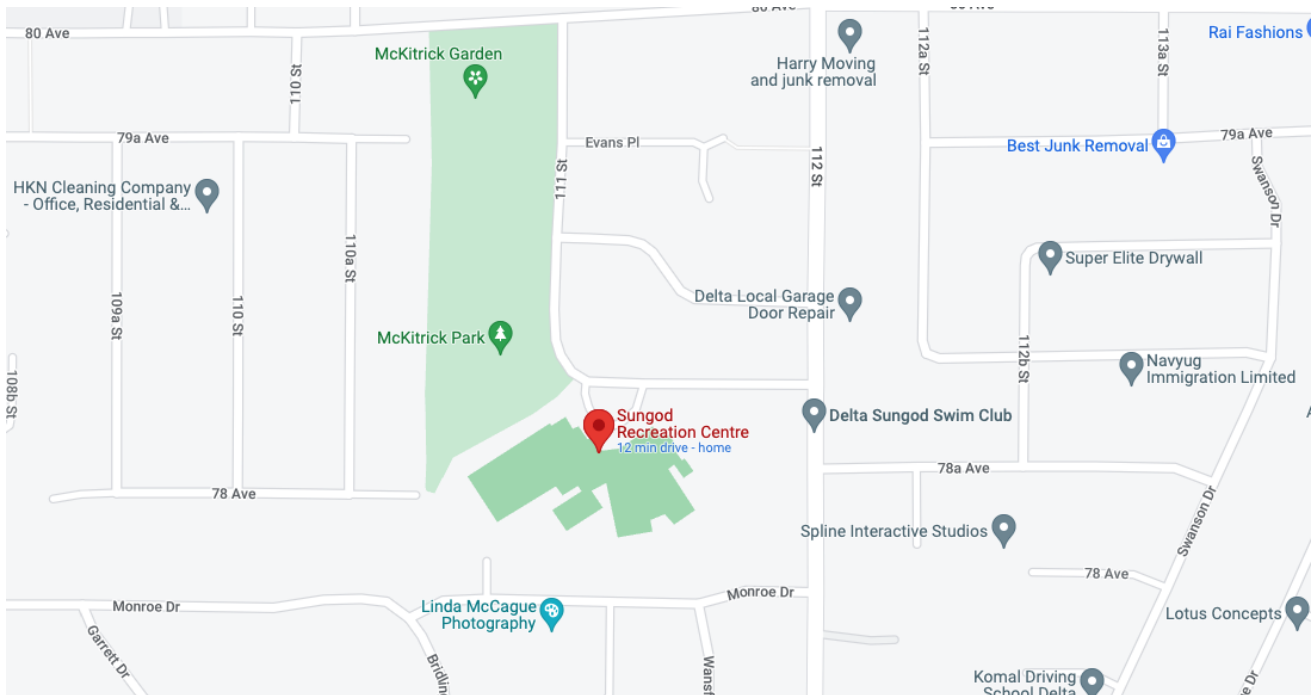 80 Ave
80 Ave
McKitrick Garden
Harry Moving
and junk removal
Rai Fashions
110 St
112a St
113a St
79a Ave
Evans Pl
79a Ave
Best Junk Removal
111 St
112 St
Swanson Dr
HKN Cleaning Company
- Office, Residential &...
110a St
Super Elite Drywall
109a St
110 St
Delta Local Garage
Door Repair
McKitrick Park
112b St
Navyug
Immigration Limited
108b St
Sungod
Recreation Centre
12 min drive - home
Delta Sungod Swim Club
78a Ave
78 Ave
Swanson Dr
Spline Interactive Studios
78 Ave
Monroe Dr
Linda McCague
Photography
Monroe Dr
Lotus Concepts
Garrett Dr
Komal Driving
School Delta